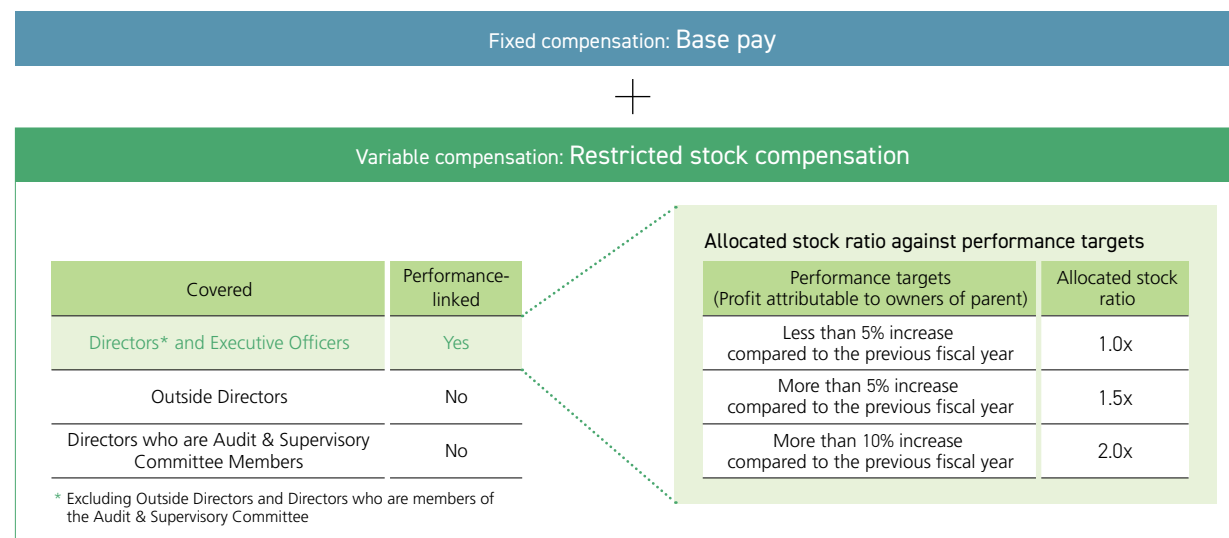 Fixed compensation: Base pay
+
Variable compensation: Restricted stock compensation
Covered
Performance-
linked
Directors* and Executive Officers
Yes
Outside Directors
No
Directors who are Audit & Supervisory
Committee Members
No
* Excluding Outside Directors and Directors who are members of
the Audit & Supervisory Committee
Allocated stock ratio against performance targets
Performance targets
(Profit attributable to owners of parent)
Allocated stock
ratio
Less than 5% increase
compared to the previous fiscal year
1.0x
More than 5% increase
compared to the previous fiscal year
1.5x
More than 10% increase
compared to the previous fiscal year
2.0x